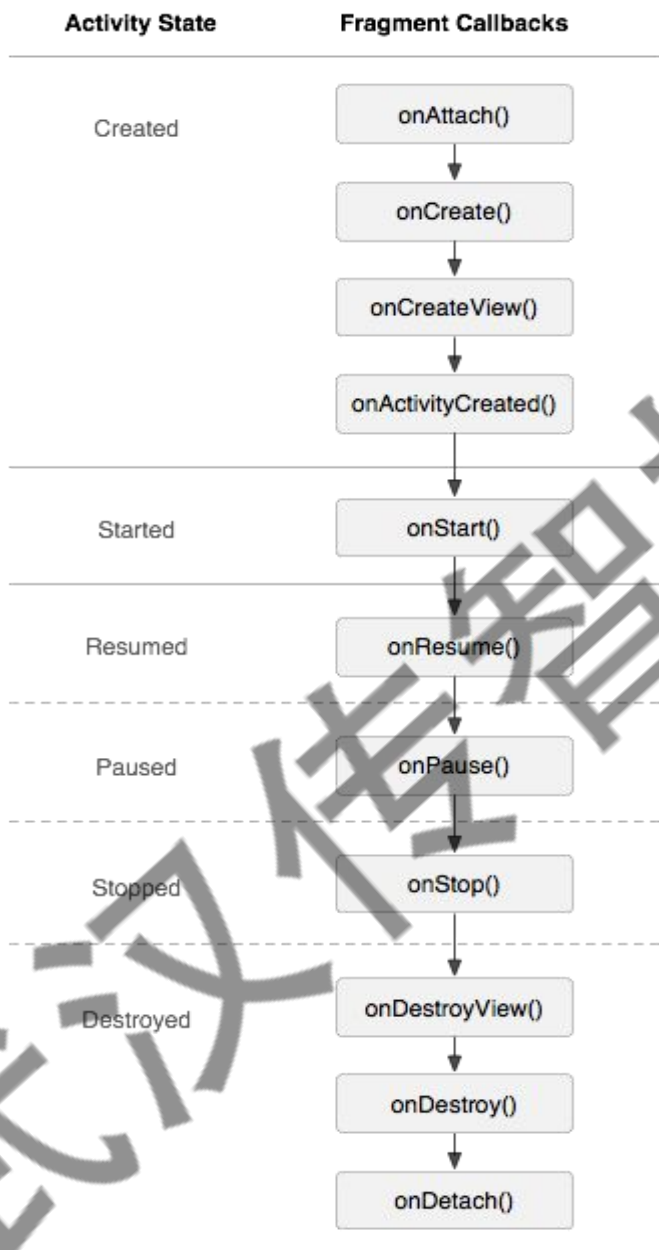 Activity State Fragment Callbacks
Created onAttach()
onCreate()
onCreateView()
onActivityCreated()
Started onStart()
Resumed onResume()
Paused onPause()
Stopped onStop()
Destroyed onDestroyView()
onDestroy()
onDetach()
武汉传智